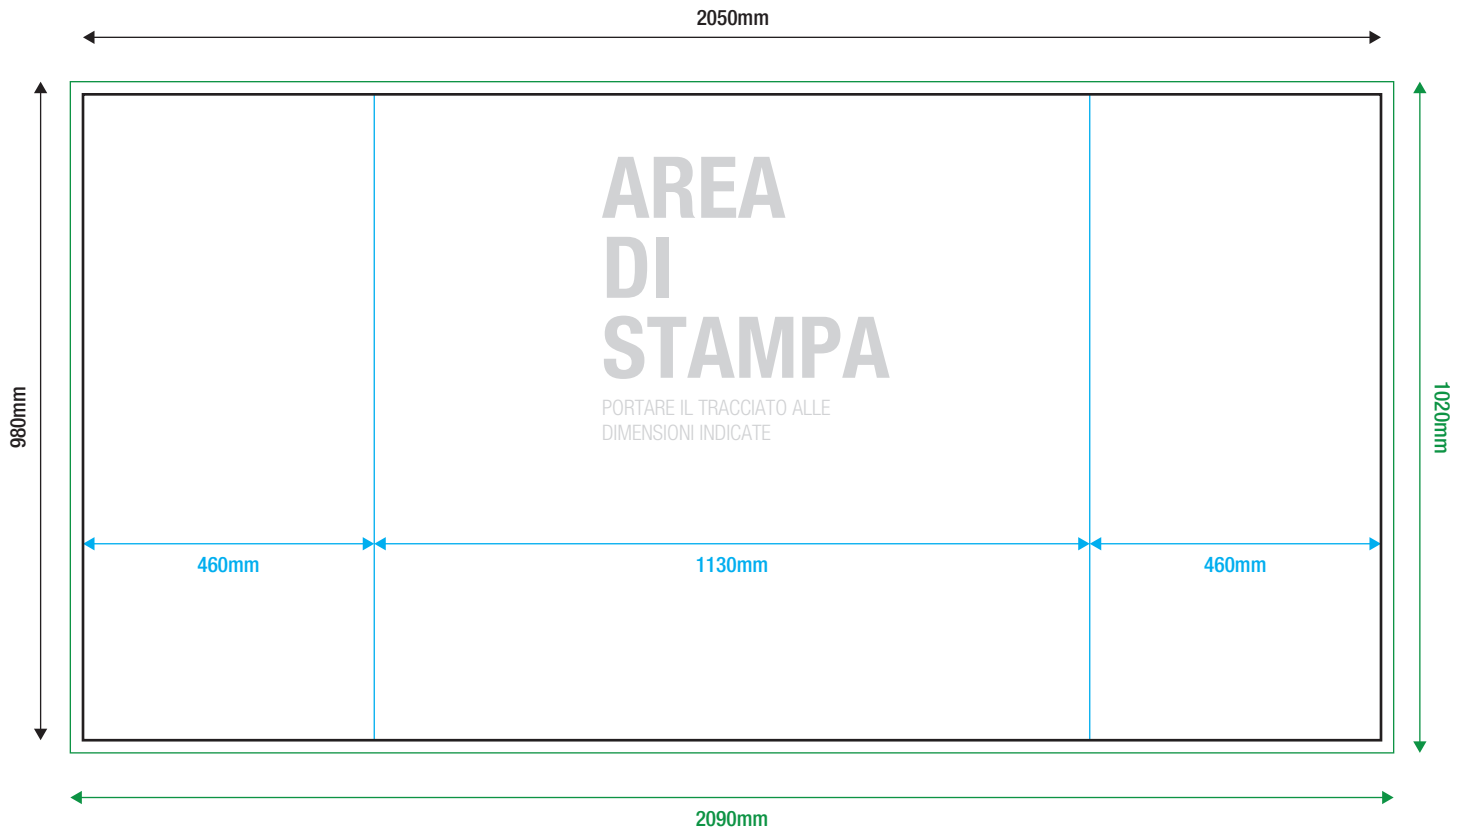 2050mm
AREA
DI
STAMPA
PORTARE IL TRACCIATO ALLE
DIMENSIONI INDICATE
980mm
1020mm
460mm
1130mm
460mm
2090mm